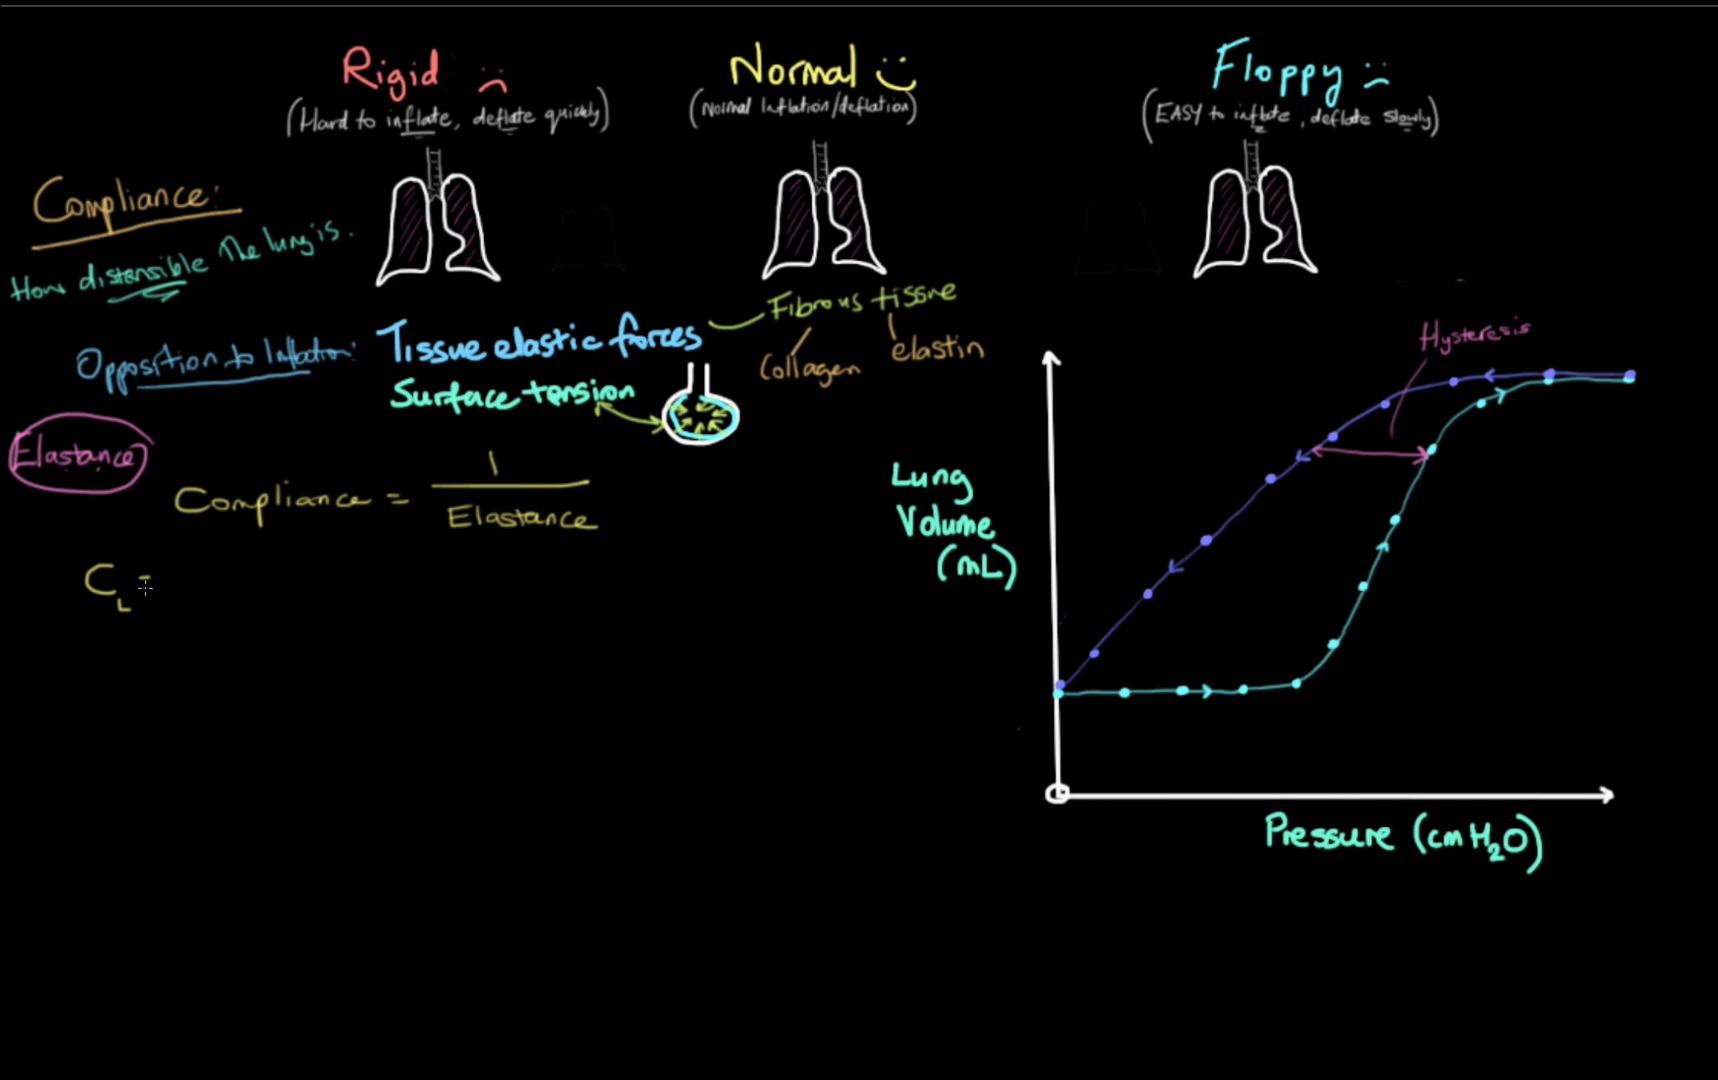 Rigid :(
(Hard to inflate, deflate quickly)
Normal :)
(Normal Inflation/deflation)
Floppy :(
(EASY to inflate, deflate slowly)
Compliance:
How distensible the lung is.
Opposition to Inflation:
Tissue elastic forces
Surface tension
Fibrous tissue
Collagen
elastin
Elastance
Compliance = 1
Elastance
C_L =
Hysteresis
Lung
Volume
(mL)
Pressure (cm H₂O)